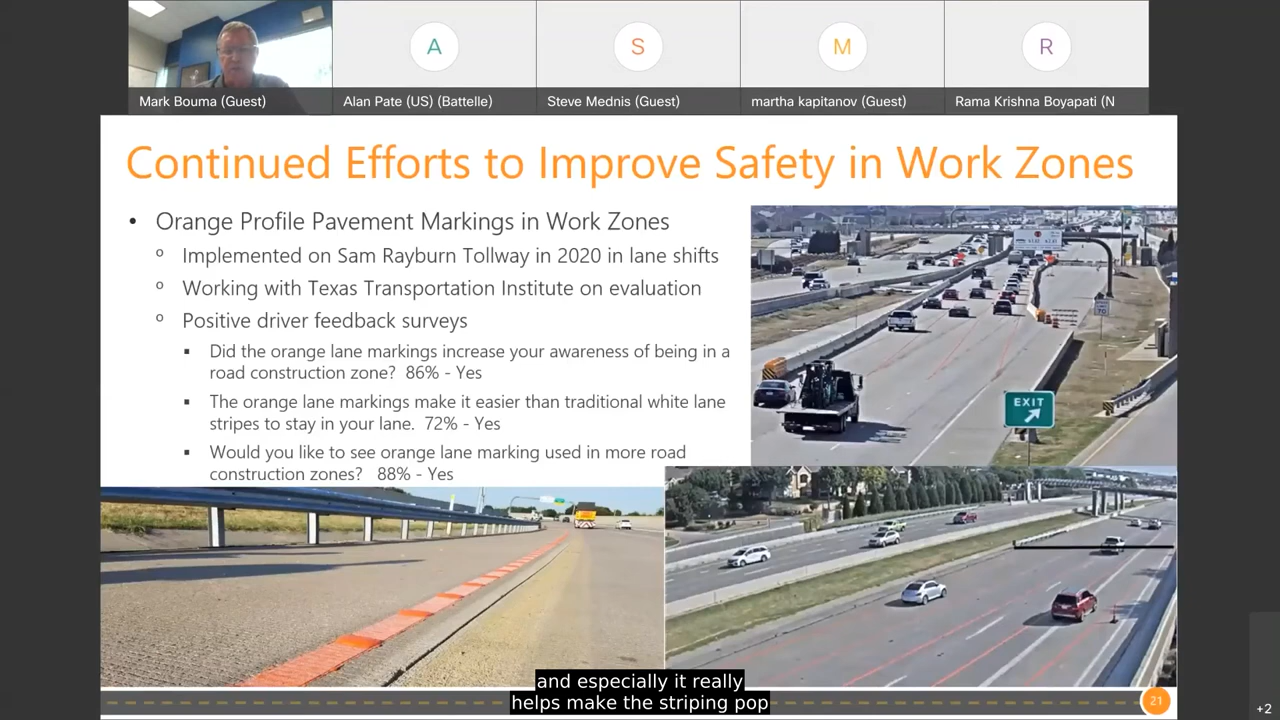 A
S
M
R
Mark Bouma (Guest)
Alan Pate (US) (Battelle)
Steve Mednis (Guest)
martha kapitanov (Guest)
Rama Krishna Boyapati (N
Continued Efforts to Improve Safety in Work Zones
• Orange Profile Pavement Markings in Work Zones
º Implemented on Sam Rayburn Tollway in 2020 in lane shifts
º Working with Texas Transportation Institute on evaluation
º Positive driver feedback surveys
▪ Did the orange lane markings increase your awareness of being in a
road construction zone? 86% - Yes
▪ The orange lane markings make it easier than traditional white lane
stripes to stay in your lane. 72% - Yes
▪ Would you like to see orange lane marking used in more road
construction zones? 88% - Yes
70
EXIT
and especially it really
helps make the striping pop
21
+2